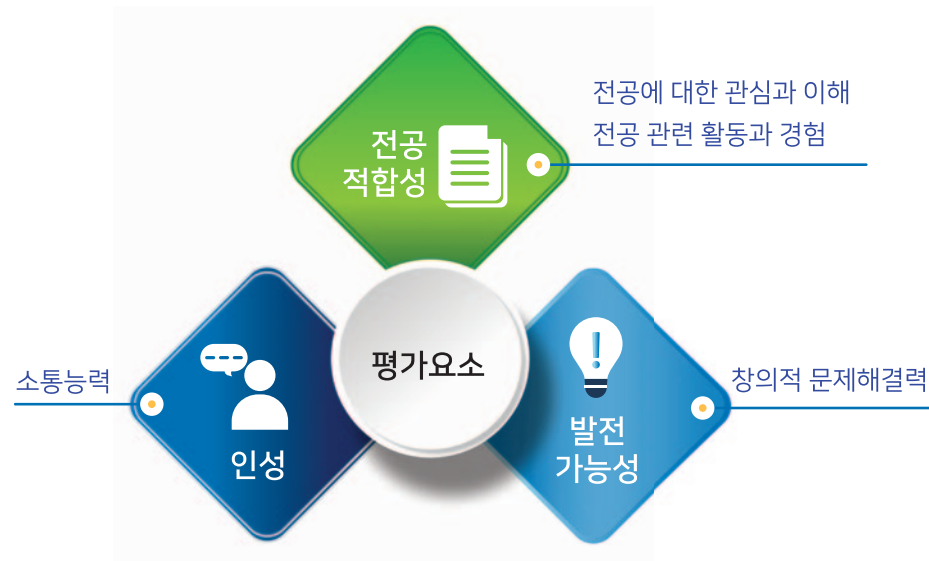 전공에 대한 관심과 이해
전공 관련 활동과 경험
전공
적합성
평가요소
소통능력
인성
창의적 문제해결력
발전
가능성